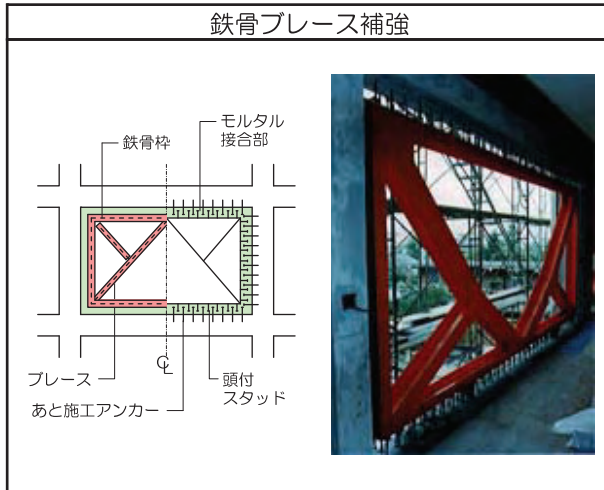 鉄骨ブレース補強
鉄骨枠
モルタル
接合部
ブレース
℄
頭付
スタッド
あと施工アンカー